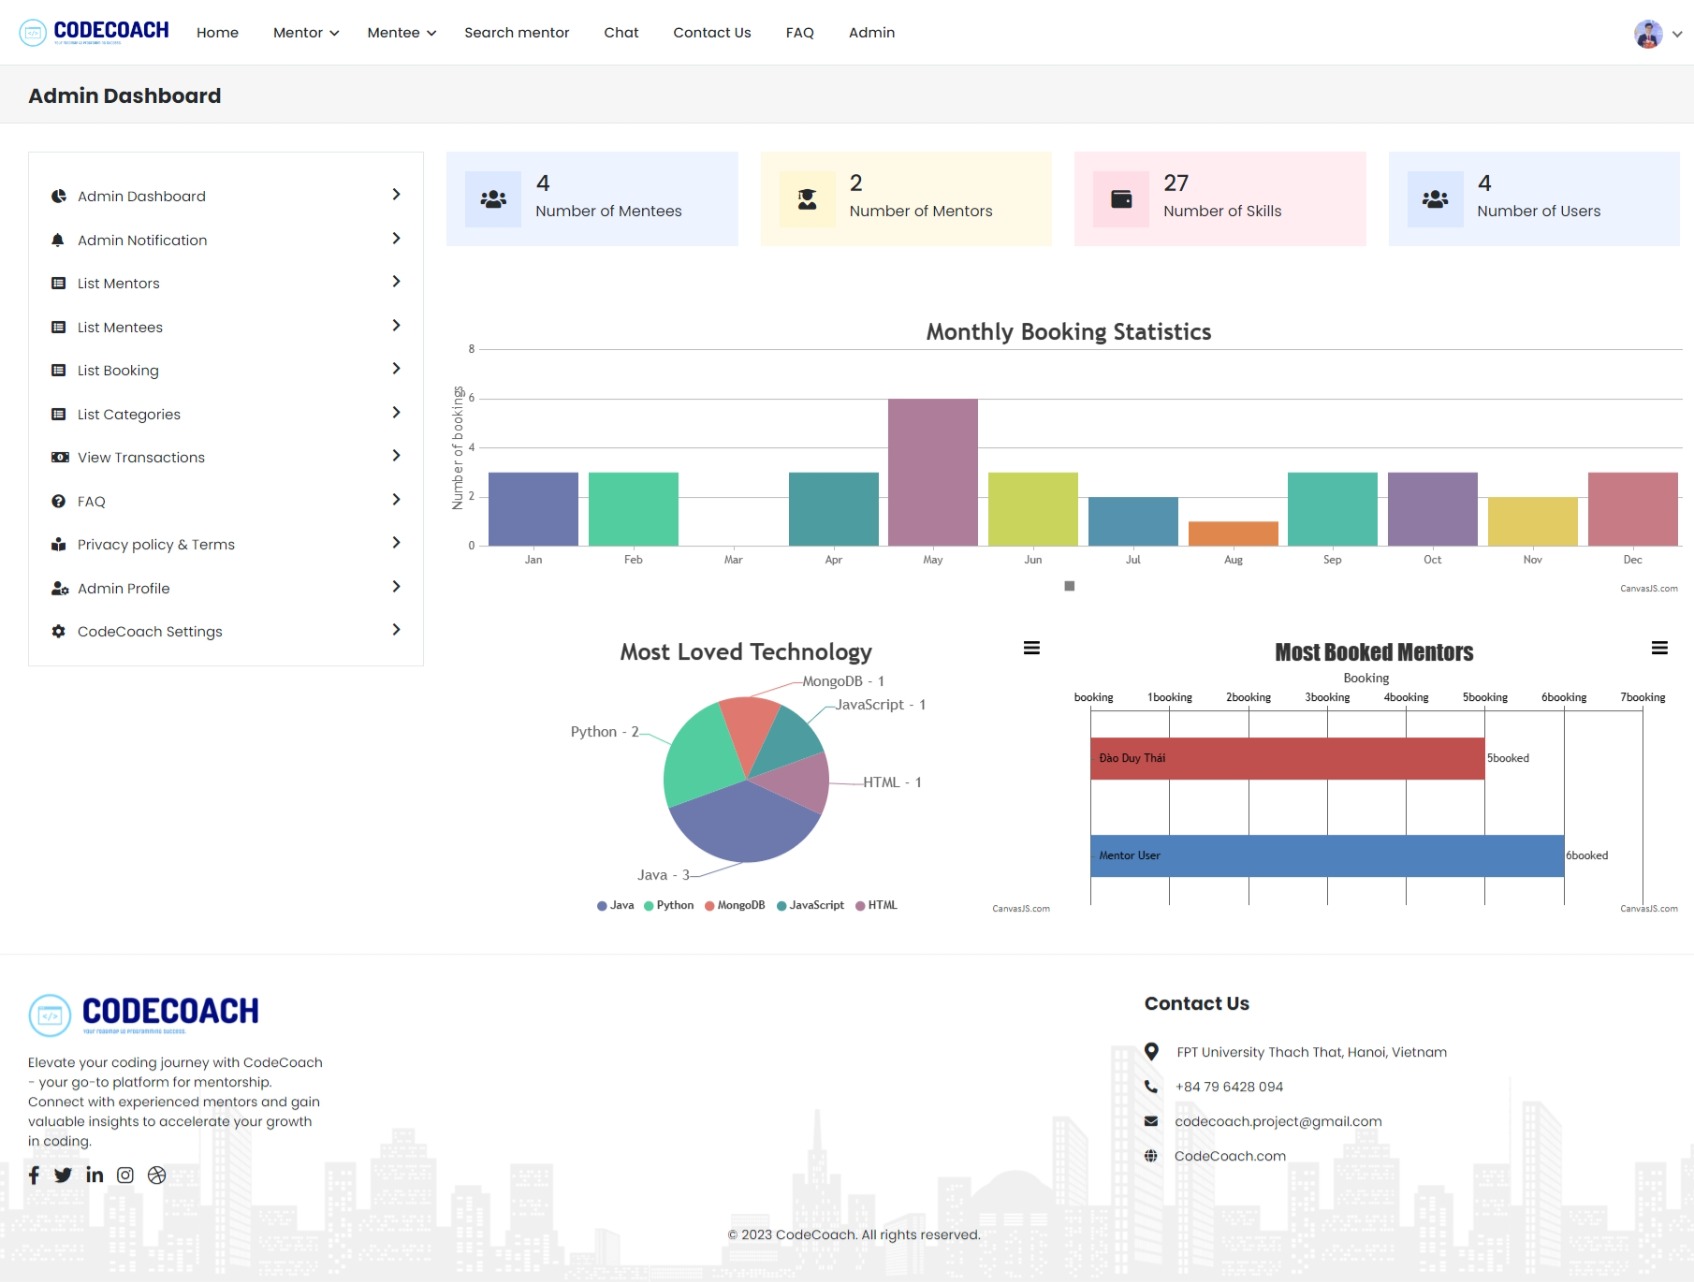 CODECOACH
Home
Mentor
Mentee
Search mentor
Chat
Contact Us
FAQ
Admin
Admin Dashboard
Admin Dashboard
Admin Notification
List Mentors
List Mentees
List Booking
List Categories
View Transactions
FAQ
Privacy policy & Terms
Admin Profile
CodeCoach Settings
4
Number of Mentees
2
Number of Mentors
27
Number of Skills
4
Number of Users
Monthly Booking Statistics
Number of bookings
8
6
4
2
0
Jan Feb Mar Apr May Jun Jul Aug Sep Oct Nov Dec
CanvasJS.com
Most Loved Technology
MongoDB - 1
JavaScript - 1
Python - 2
HTML - 1
Java - 3
Java Python MongoDB JavaScript HTML
CanvasJS.com
Most Booked Mentors
Booking
booking 1booking 2booking 3booking 4booking 5booking 6booking 7booking
Đào Duy Thái
5booked
Mentor User
6booked
CanvasJS.com
CODECOACH
YOUR ROADMAP TO PROGRAMMING SUCCESS.
Elevate your coding journey with CodeCoach
- your go-to platform for mentorship.
Connect with experienced mentors and gain
valuable insights to accelerate your growth
in coding.
Contact Us
FPT University Thach That, Hanoi, Vietnam
+84 79 6428 094
codecoach.project@gmail.com
CodeCoach.com
© 2023 CodeCoach. All rights reserved.